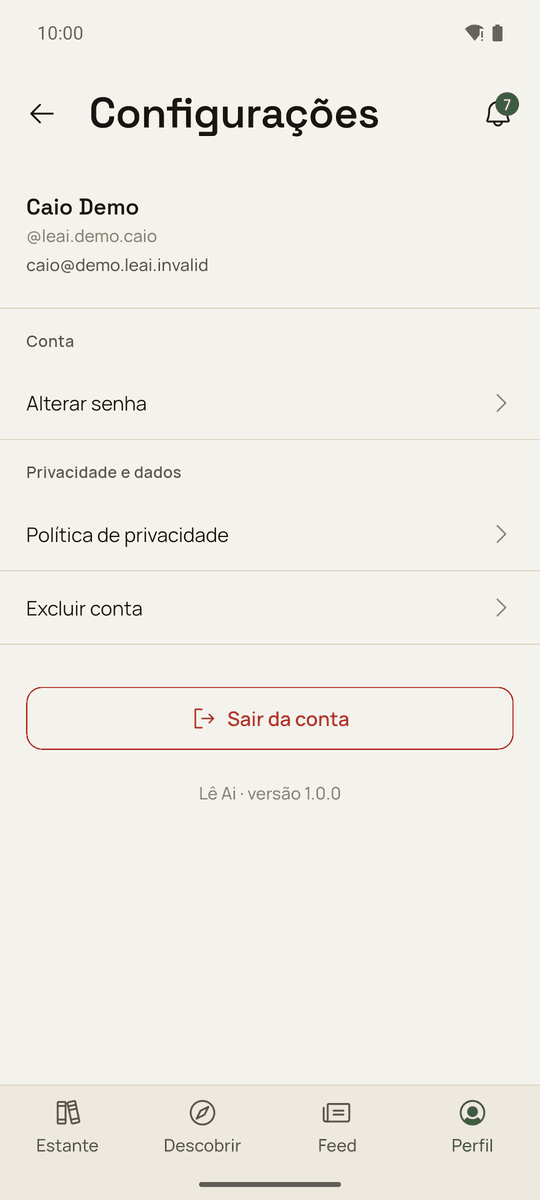 10:00
Configurações
7
Caio Demo
@leai.demo.caio
caio@demo.leai.invalid
Conta
Alterar senha
Privacidade e dados
Política de privacidade
Excluir conta
Sair da conta
Lê Ai · versão 1.0.0
Estante
Descobrir
Feed
Perfil